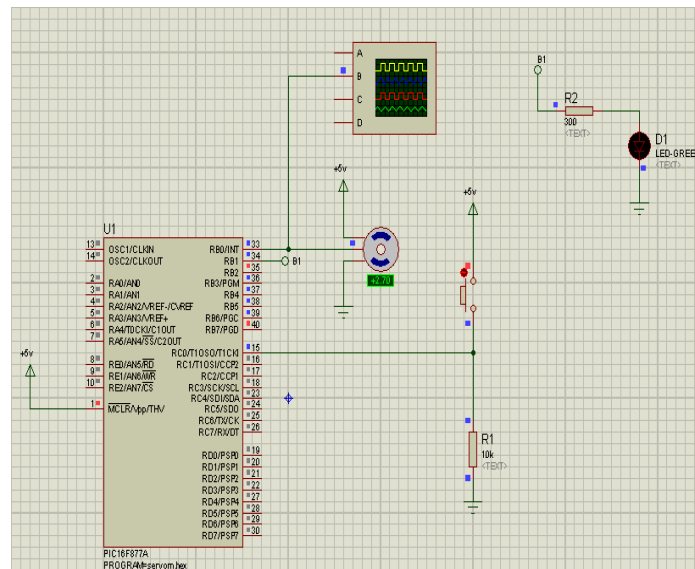 A
B
C
D
B1
R2
300
<TEXT>
D1
LED-GREE
<TEXT>
+5v
+5v
+2.70
U1
13 OSC1/CLKIN
14 OSC2/CLKOUT
2 RA0/AN0
3 RA1/AN1
4 RA2/AN2/VREF-/CVREF
5 RA3/AN3/VREF+
6 RA4/T0CKI/C1OUT
7 RA5/AN4/SS/C2OUT
8 RE0/AN5/RD
9 RE1/AN6/WR
10 RE2/AN7/CS
1 MCLR/Vpp/THV
+5v
RB0/INT 33
RB1 34
RB2 35
RB3/PGM 36
RB4 37
RB5 38
RB6/PGC 39
RB7/PGD 40
B1
RC0/T1OSO/T1CKI 15
RC1/T1OSI/CCP2 16
RC2/CCP1 17
RC3/SCK/SCL 18
RC4/SDI/SDA 23
RC5/SDO 24
RC6/TX/CK 25
RC7/RX/DT 26
RD0/PSP0 19
RD1/PSP1 20
RD2/PSP2 21
RD3/PSP3 22
RD4/PSP4 27
RD5/PSP5 28
RD6/PSP6 29
RD7/PSP7 30
R1
10k
<TEXT>
PIC16F877A
PROGRAM=servom.hex